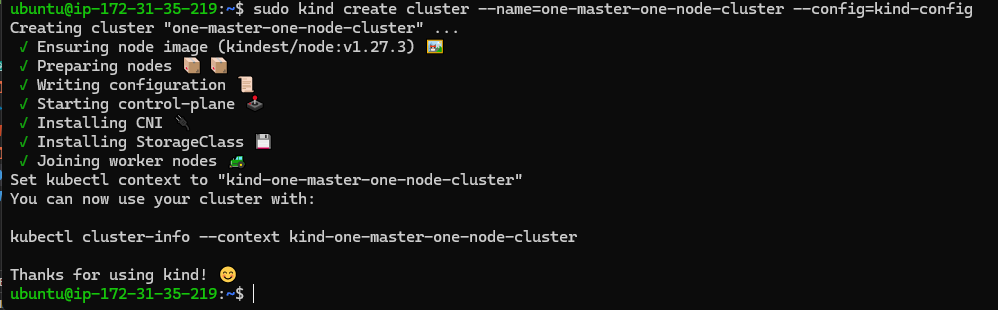 ubuntu@ip-172-31-35-219:~$ sudo kind create cluster --name=one-master-one-node-cluster --config=kind-config
Creating cluster "one-master-one-node-cluster" ...
✓ Ensuring node image (kindest/node:v1.27.3) 🖼
✓ Preparing nodes 📦 📦
✓ Writing configuration 📜
✓ Starting control-plane 🕹️
✓ Installing CNI 🔌
✓ Installing StorageClass 💾
✓ Joining worker nodes 🚜
Set kubectl context to "kind-one-master-one-node-cluster"
You can now use your cluster with:
kubectl cluster-info --context kind-one-master-one-node-cluster
Thanks for using kind! 😊
ubuntu@ip-172-31-35-219:~$